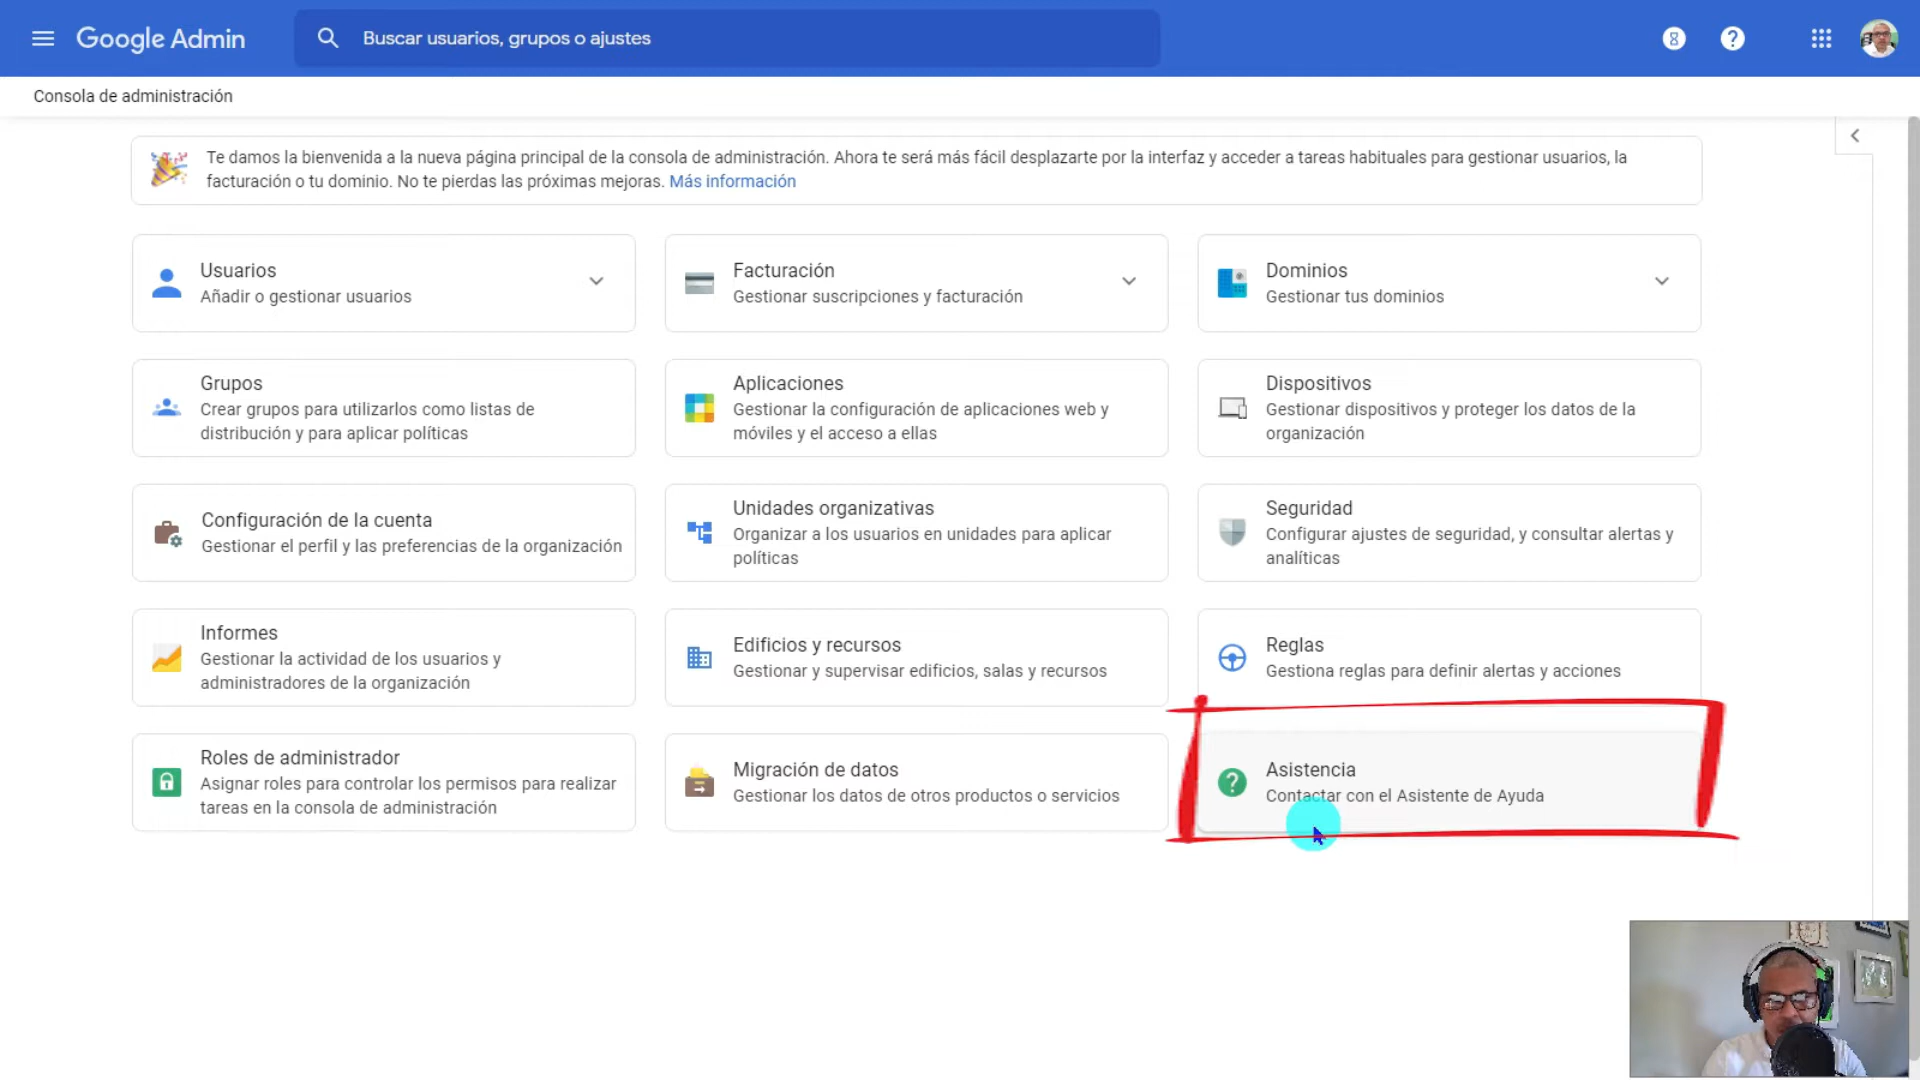 Google Admin
Buscar usuarios, grupos o ajustes
Consola de administración
Te damos la bienvenida a la nueva página principal de la consola de administración. Ahora te será más fácil desplazarte por la interfaz y acceder a tareas habituales para gestionar usuarios, la
facturación o tu dominio. No te pierdas las próximas mejoras. Más información
Usuarios
Añadir o gestionar usuarios
Facturación
Gestionar suscripciones y facturación
Dominios
Gestionar tus dominios
Grupos
Crear grupos para utilizarlos como listas de
distribución y para aplicar políticas
Aplicaciones
Gestionar la configuración de aplicaciones web y
móviles y el acceso a ellas
Dispositivos
Gestionar dispositivos y proteger los datos de la
organización
Configuración de la cuenta
Gestionar el perfil y las preferencias de la organización
Unidades organizativas
Organizar a los usuarios en unidades para aplicar
políticas
Seguridad
Configurar ajustes de seguridad, y consultar alertas y
analíticas
Informes
Gestionar la actividad de los usuarios y
administradores de la organización
Edificios y recursos
Gestionar y supervisar edificios, salas y recursos
Reglas
Gestiona reglas para definir alertas y acciones
Roles de administrador
Asignar roles para controlar los permisos para realizar
tareas en la consola de administración
Migración de datos
Gestionar los datos de otros productos o servicios
Asistencia
Contactar con el Asistente de Ayuda